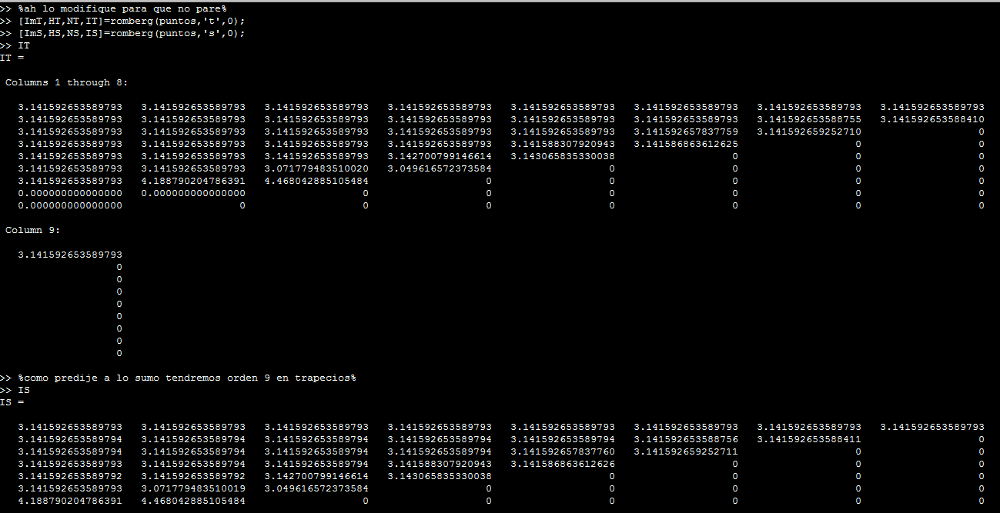 >> %ah lo modifique para que no pare%
>> [ImT,HT,NT,IT]=romberg(puntos,'t',0);
>> [ImS,HS,NS,IS]=romberg(puntos,'s',0);
>> IT
IT =
Columns 1 through 8:
3.141592653589793 3.141592653589793 3.141592653589793 3.141592653589793 3.141592653589793 3.141592653589793 3.141592653589793 3.141592653589793
3.141592653589793 3.141592653589793 3.141592653589793 3.141592653589793 3.141592653589793 3.141592653589793 3.141592653588755 3.141592653588410
3.141592653589793 3.141592653589793 3.141592653589793 3.141592653589793 3.141592653589793 3.141592657837759 3.141592659252710 0
3.141592653589793 3.141592653589793 3.141592653589793 3.141592653589793 3.141588307920943 3.141586863612625 0 0
3.141592653589793 3.141592653589793 3.141592653589793 3.142700799146614 3.143065835330038 0 0 0
3.141592653589793 3.141592653589793 3.071779483510020 3.049616572373584 0 0 0 0
3.141592653589793 4.188790204786391 4.468042885105484 0 0 0 0 0
0.000000000000000 0.000000000000000 0 0 0 0 0 0
0.000000000000000 0 0 0 0 0 0 0
Column 9:
3.141592653589793
0
0
0
0
0
0
0
0
>> %como predije a lo sumo tendremos orden 9 en trapecios%
>> IS
IS =
3.141592653589793 3.141592653589793 3.141592653589793 3.141592653589793 3.141592653589793 3.141592653589793 3.141592653589793 3.141592653589793
3.141592653589794 3.141592653589794 3.141592653589794 3.141592653589794 3.141592653589794 3.141592653588756 3.141592653588411 0
3.141592653589794 3.141592653589794 3.141592653589794 3.141592653589794 3.141592657837760 3.141592659252711 0 0
3.141592653589793 3.141592653589794 3.141592653589794 3.141588307920943 3.141586863612626 0 0 0
3.141592653589792 3.141592653589792 3.142700799146614 3.143065835330038 0 0 0 0
3.141592653589793 3.071779483510019 3.049616572373584 0 0 0 0 0
4.188790204786391 4.468042885105484 0 0 0 0 0 0